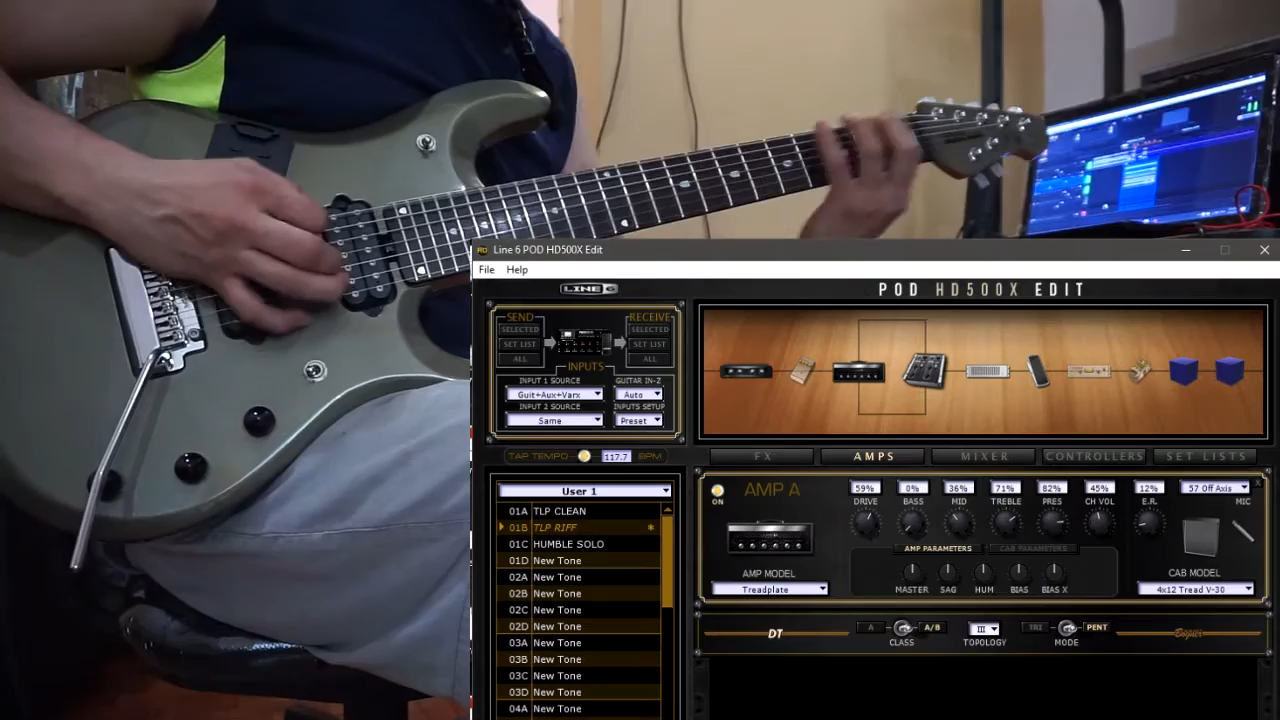 Line 6 POD HD500X Edit
File Help
LINE 6
POD HD500X EDIT
SEND RECEIVE
SELECTED SELECTED
SET LIST SET LIST
ALL ALL
INPUTS
INPUT 1 SOURCE GUITAR IN-Z
Guit+Aux+Varx Auto
INPUT 2 SOURCE INPUTS SETUP
Same Preset
TAP TEMPO 117.7 BPM
FX AMPS MIXER CONTROLLERS SET LISTS
User 1
01A TLP CLEAN
01B TLP RIFF *
01C HUMBLE SOLO
01D New Tone
02A New Tone
02B New Tone
02C New Tone
02D New Tone
03A New Tone
03B New Tone
03C New Tone
03D New Tone
04A New Tone
ON
AMP A
59% 0% 36% 71% 82% 45% 12% 57 Off Axis X
DRIVE BASS MID TREBLE PRES CH VOL E.R. MIC
AMP PARAMETERS CAB PARAMETERS
AMP MODEL
Treadplate
MASTER SAG HUM BIAS BIAS X
CAB MODEL
4x12 Tread V-30
DT
A A/B
CLASS
III
TOPOLOGY
TRI PENT
MODE
Bogner